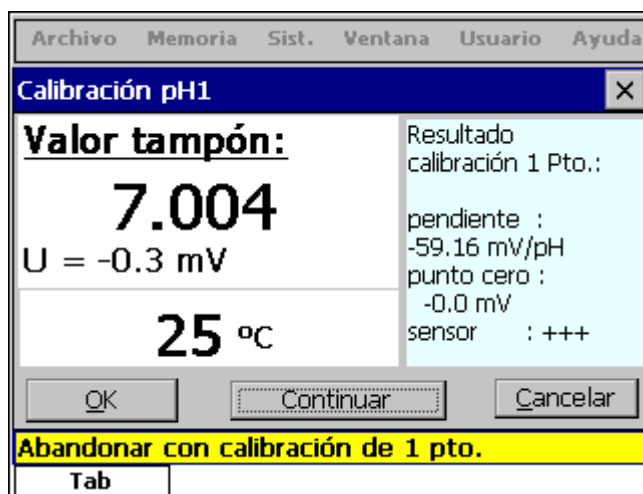 Archivo Memoria Sist. Ventana Usuario Ayuda
Calibración pH1
Valor tampón:
7.004
U = -0.3 mV
25 ºC
Resultado
calibración 1 Pto.:
pendiente :
-59.16 mV/pH
punto cero :
-0.0 mV
sensor : +++
OK Continuar Cancelar
Abandonar con calibración de 1 pto.
Tab